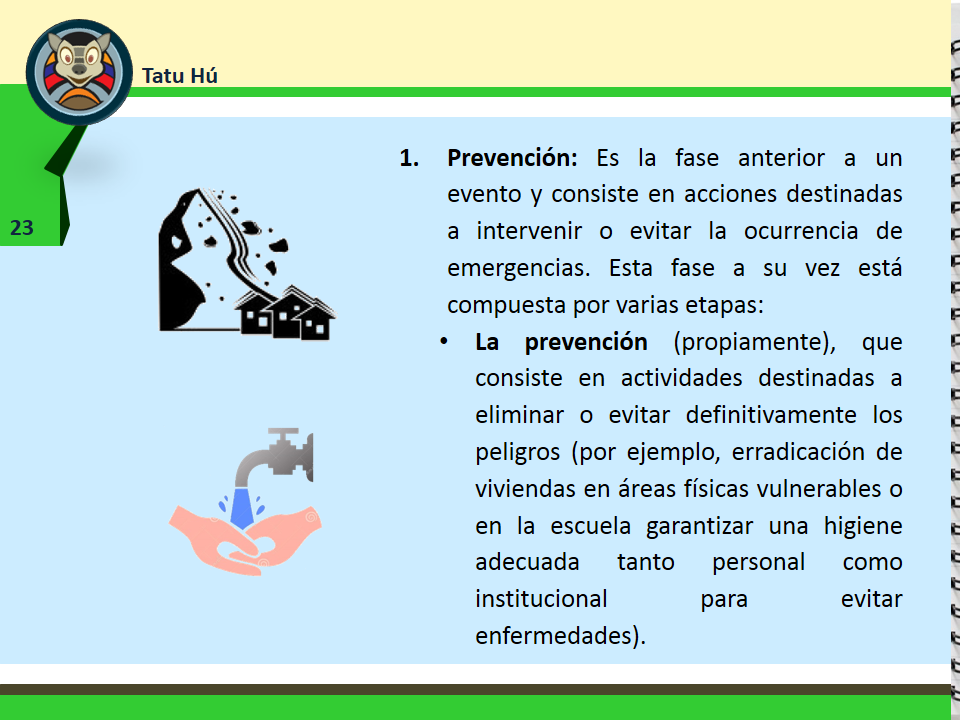 Tatu Hú
23
1. Prevención: Es la fase anterior a un
evento y consiste en acciones destinadas
a intervenir o evitar la ocurrencia de
emergencias. Esta fase a su vez está
compuesta por varias etapas:
• La prevención (propiamente), que
consiste en actividades destinadas a
eliminar o evitar definitivamente los
peligros (por ejemplo, erradicación de
viviendas en áreas físicas vulnerables o
en la escuela garantizar una higiene
adecuada tanto personal como
institucional para evitar
enfermedades).